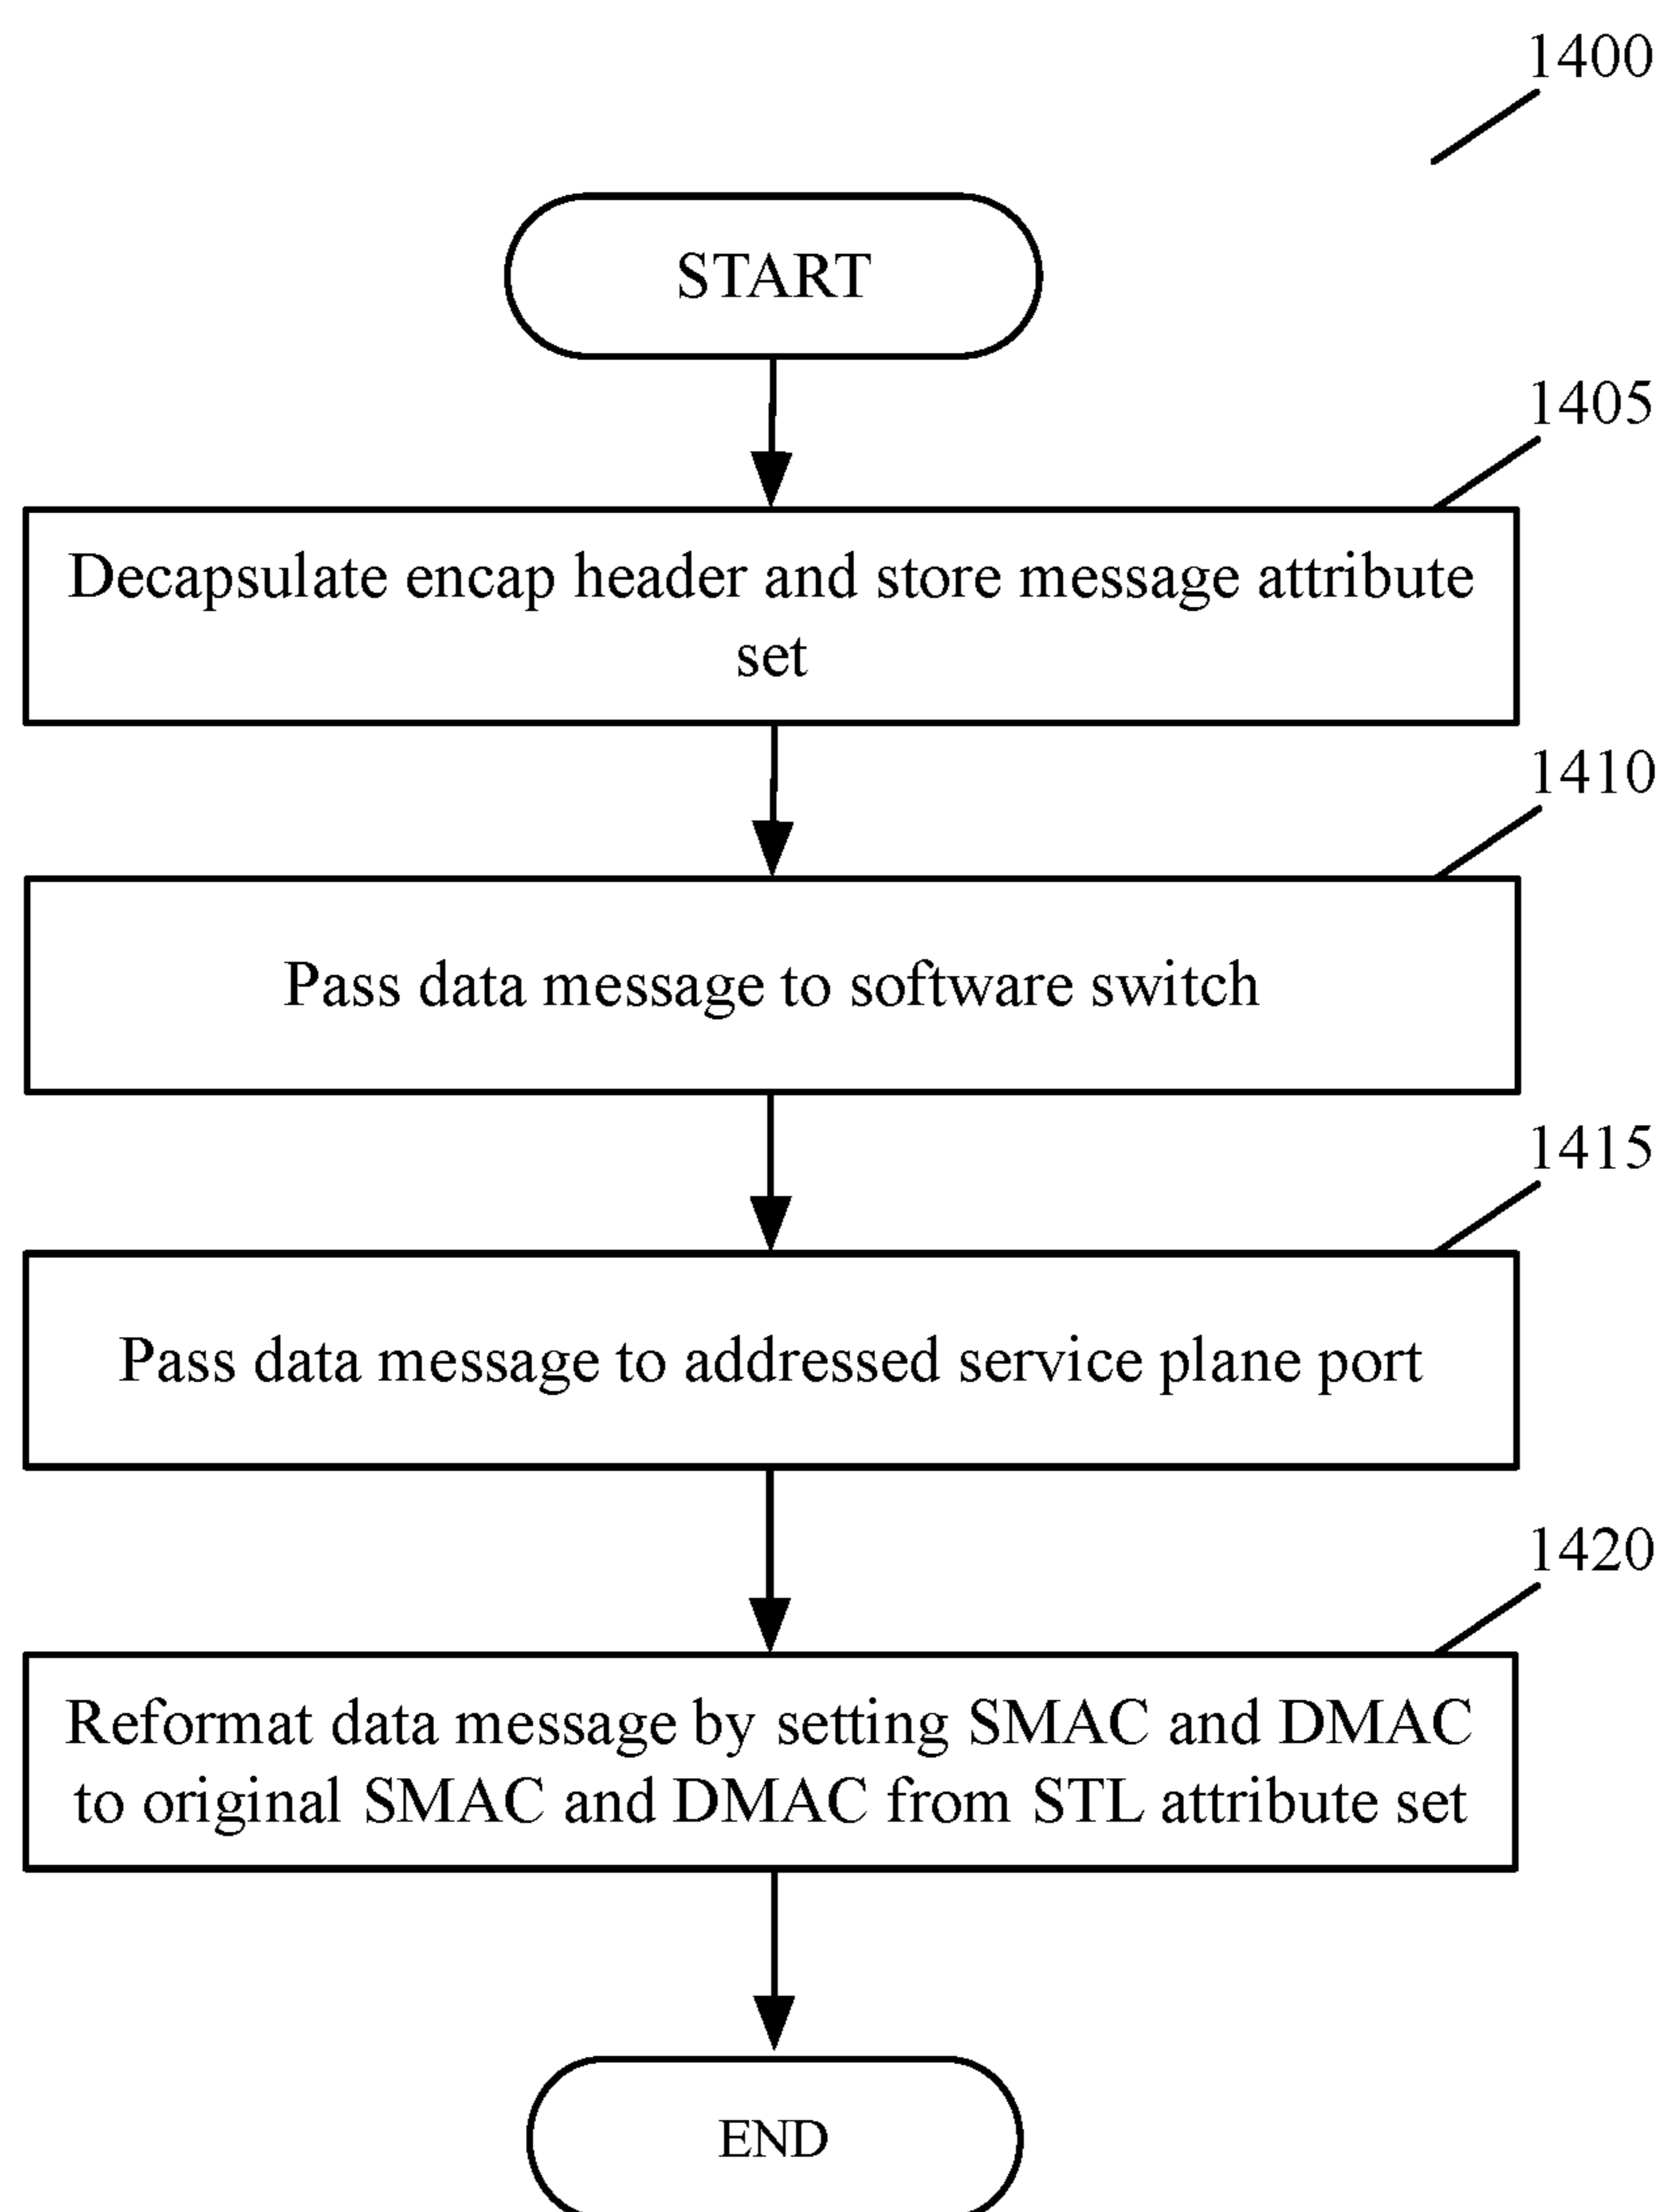 1400
START
1405
Decapsulate encap header and store message attribute
set
1410
Pass data message to software switch
1415
Pass data message to addressed service plane port
1420
Reformat data message by setting SMAC and DMAC
to original SMAC and DMAC from STL attribute set
END